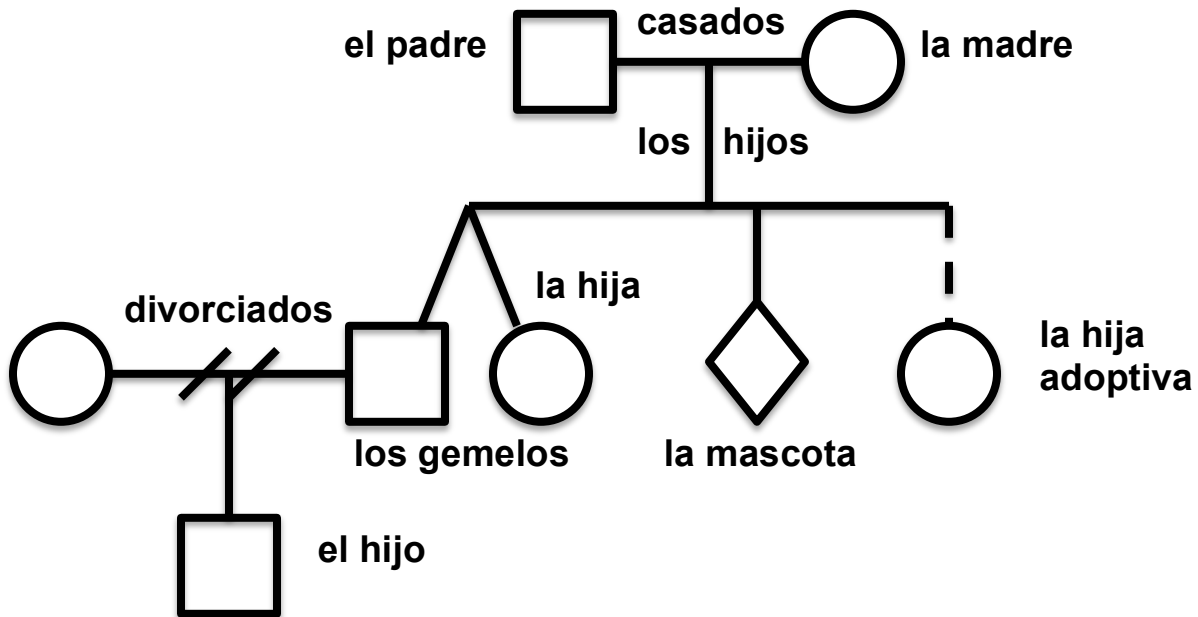 casados
el padre
la madre
los hijos
la hija
divorciados
la hija
adoptiva
los gemelos
la mascota
el hijo